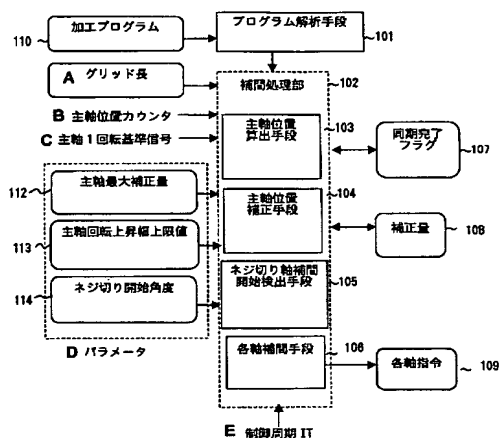 110
加工プログラム
プログラム解析手段
101
A グリッド長
102
補間処理部
B 主軸位置カウンタ
C 主軸1回転基準信号
主軸位置
算出手段
103
同期完了
フラグ
107
112
主軸最大補正量
主軸位置
補正手段
104
113
主軸回転上昇幅上限値
補正量
108
114
ネジ切り開始角度
ネジ切り軸補間
開始検出手段
105
D パラメータ
各軸補間手段
106
各軸指令
109
E 制御周期 IT